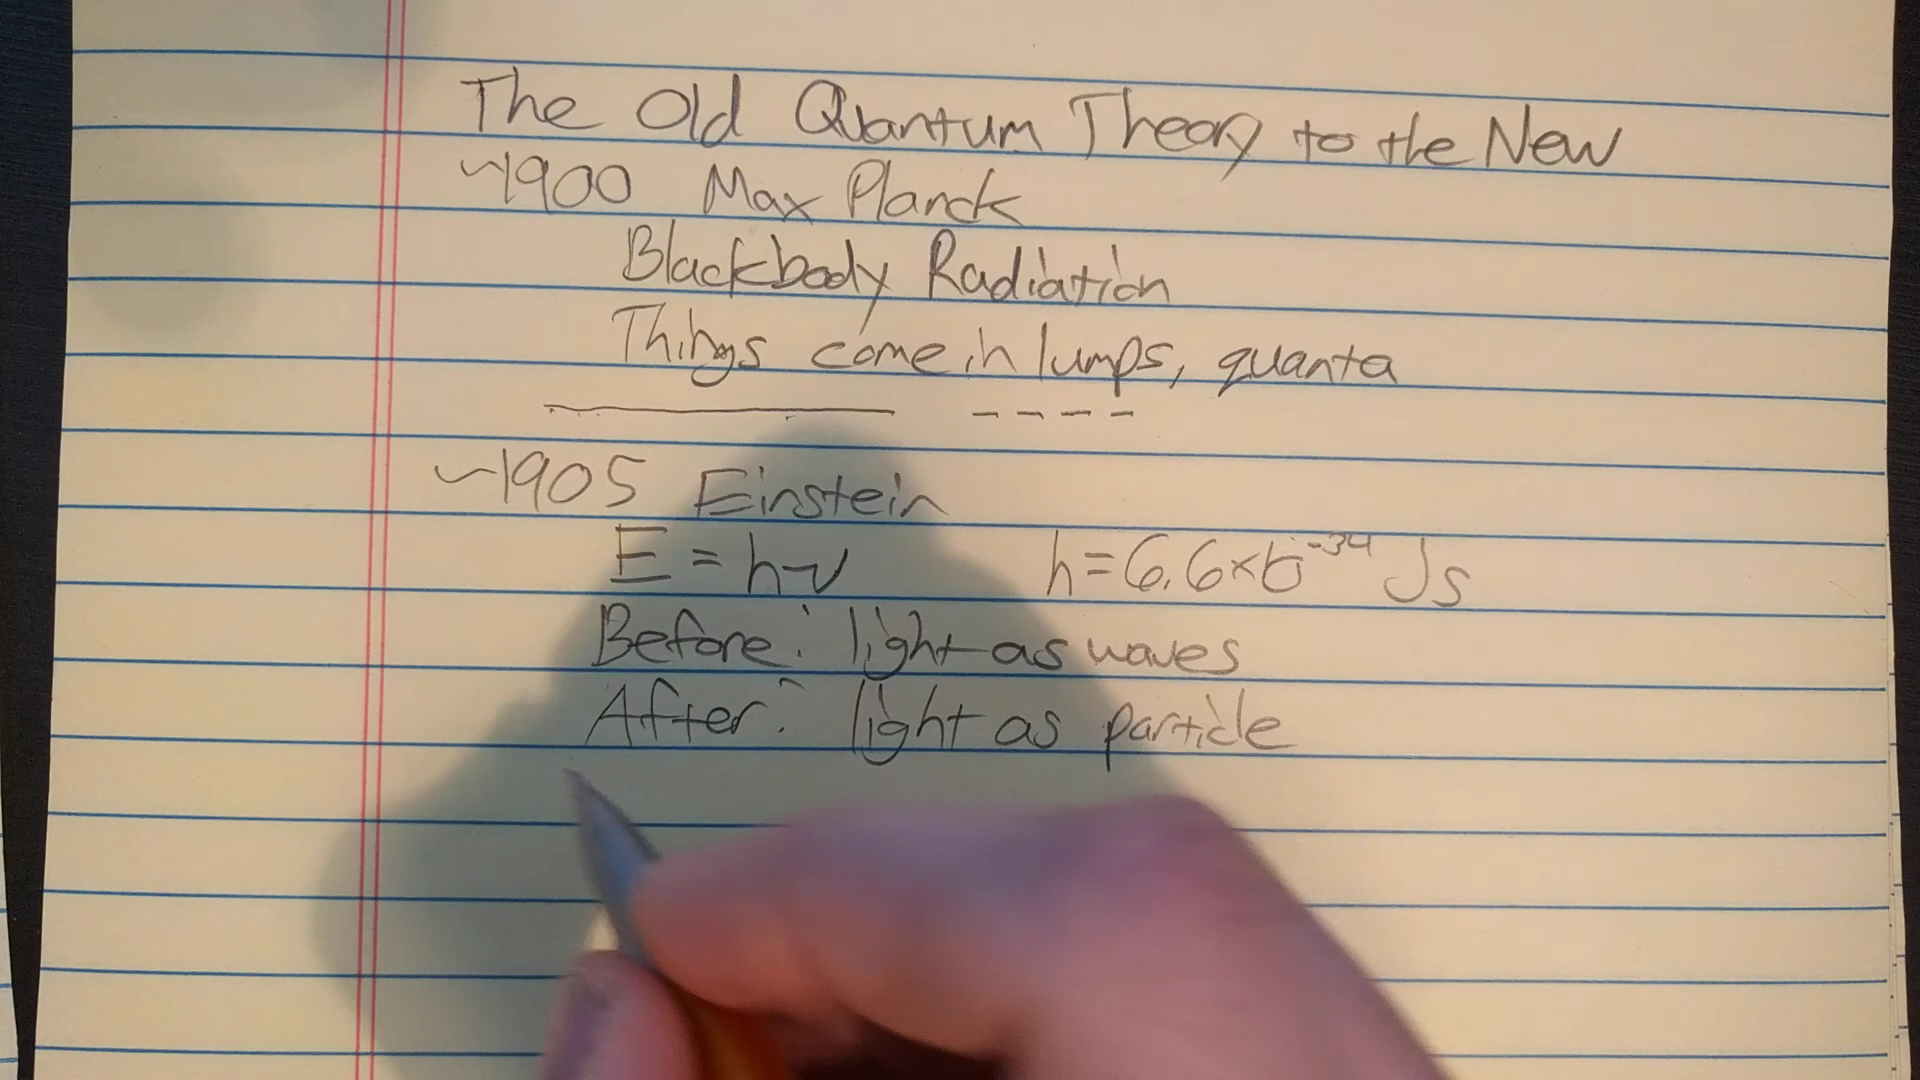 The Old Quantum Theory to the New
~1900 Max Planck
Blackbody Radiation
Things come in lumps, quanta
~1905 Einstein
E = hν h = 6.6×10⁻³⁴ Js
Before: light as waves
After: light as particle